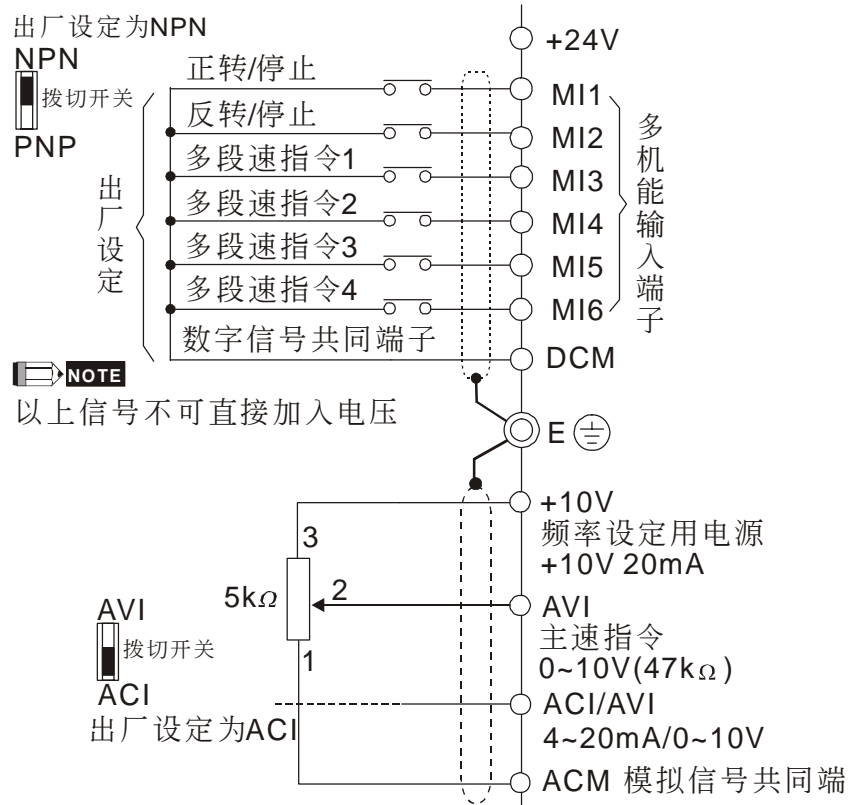 出厂设定为NPN
NPN
拨切开关
PNP
出厂设定
正转/停止
反转/停止
多段速指令1
多段速指令2
多段速指令3
多段速指令4
数字信号共同端子
+24V
MI1
MI2
MI3
MI4
MI5
MI6
DCM
多机能输入端子
NOTE
以上信号不可直接加入电压
E
+10V
频率设定用电源
+10V 20mA
3
5kΩ
2
1
AVI
主速指令
0~10V(47kΩ)
AVI
拨切开关
ACI
出厂设定为ACI
ACI/AVI
4~20mA/0~10V
ACM 模拟信号共同端